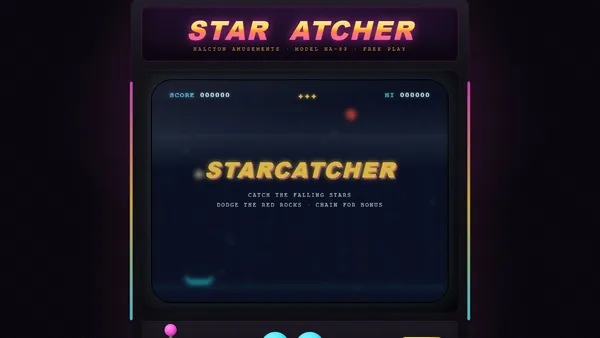 STAR ATCHER
HALCYON AMUSEMENTS · MODEL HA-83 · FREE PLAY
SCORE 000000
HI 000000
STARCATCHER
CATCH THE FALLING STARS
DODGE THE RED ROCKS · CHAIN FOR BONUS